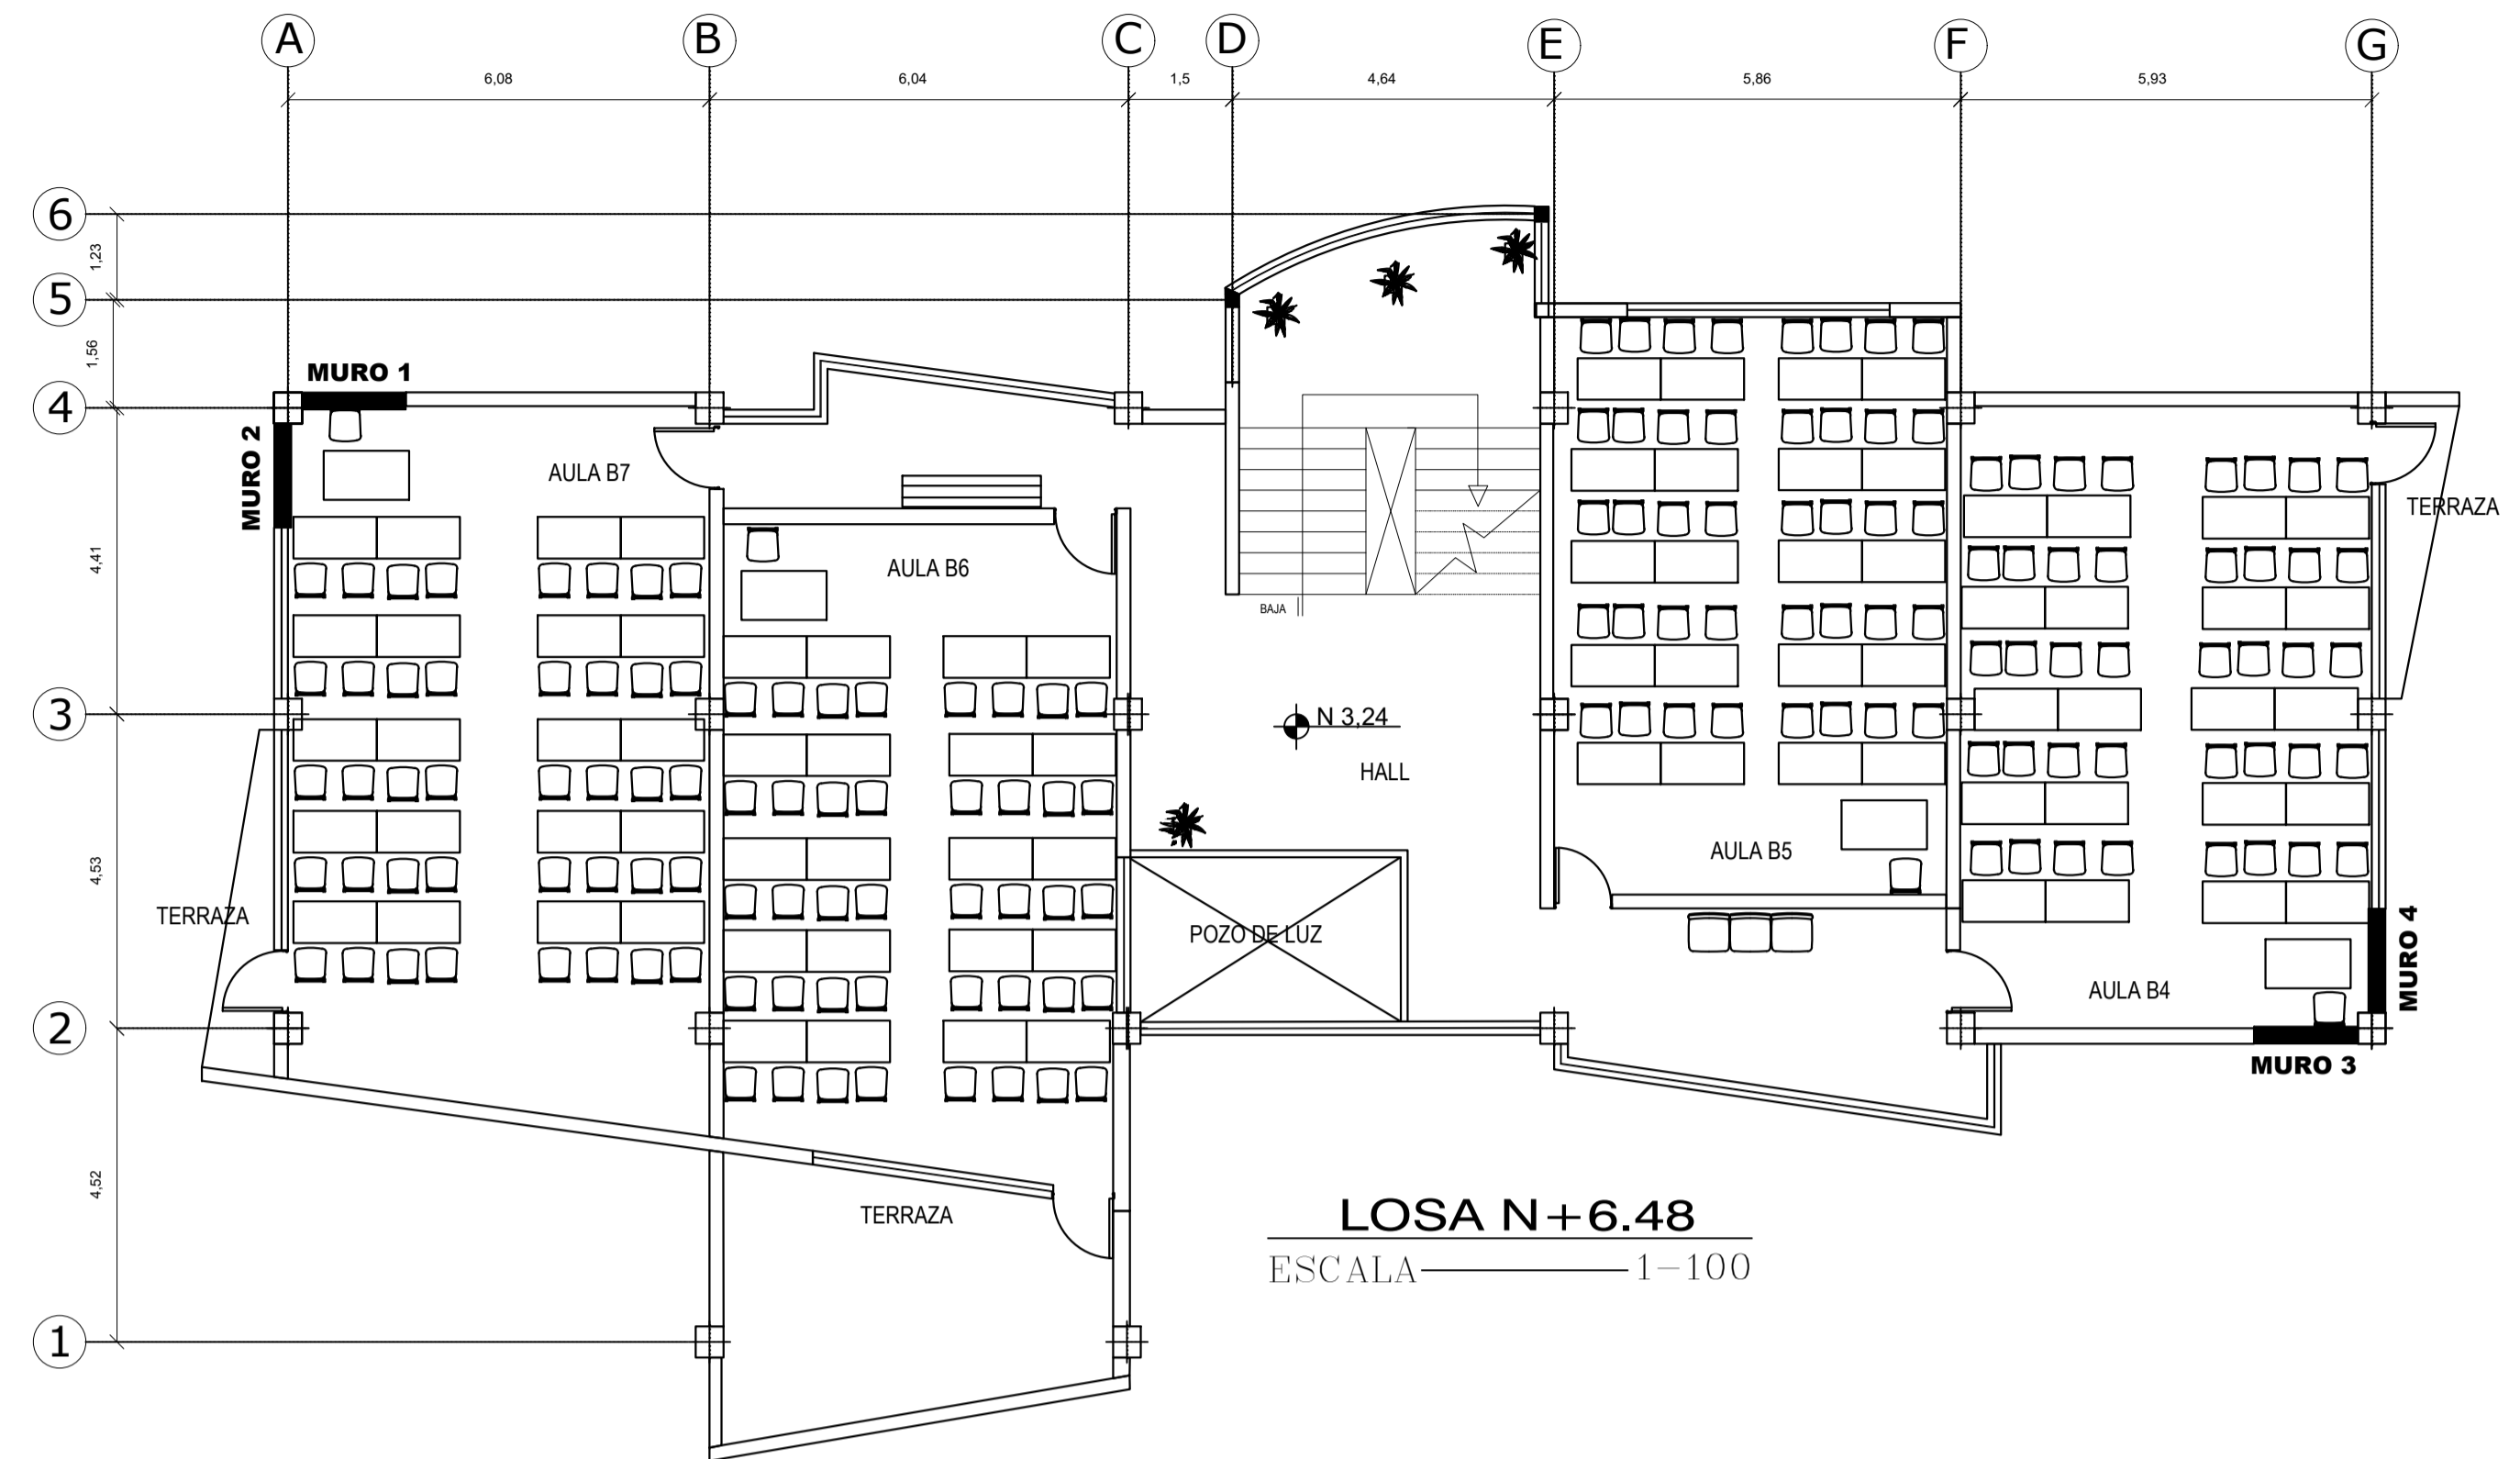 A
B
C
D
E
F
G
6,08
6,04
1,5
4,64
5,86
5,93
6
5
4
3
2
1
1,23
1,56
4,41
4,53
4,52
MURO 1
MURO 2
AULA B7
AULA B6
TERRAZA
BAJA
N 3,24
HALL
AULA B5
TERRAZA
POZO DE LUZ
AULA B4
MURO 4
MURO 3
TERRAZA
LOSA N+6.48
ESCALA 1-100